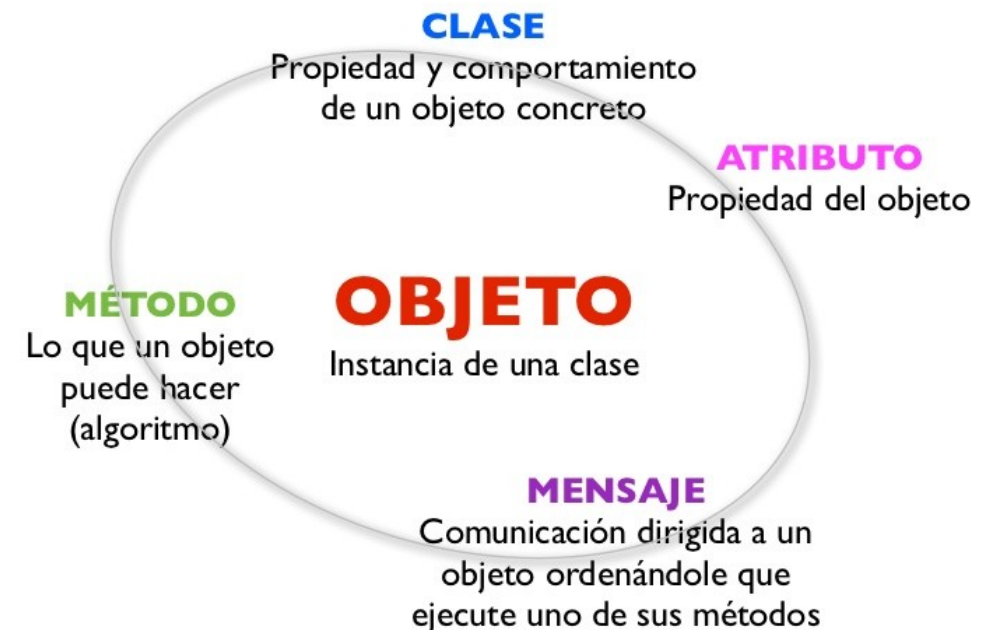 CLASE
Propiedad y comportamiento
de un objeto concreto
ATRIBUTO
Propiedad del objeto
MÉTODO
Lo que un objeto
puede hacer
(algoritmo)
OBJETO
Instancia de una clase
MENSAJE
Comunicación dirigida a un
objeto ordenándole que
ejecute uno de sus métodos